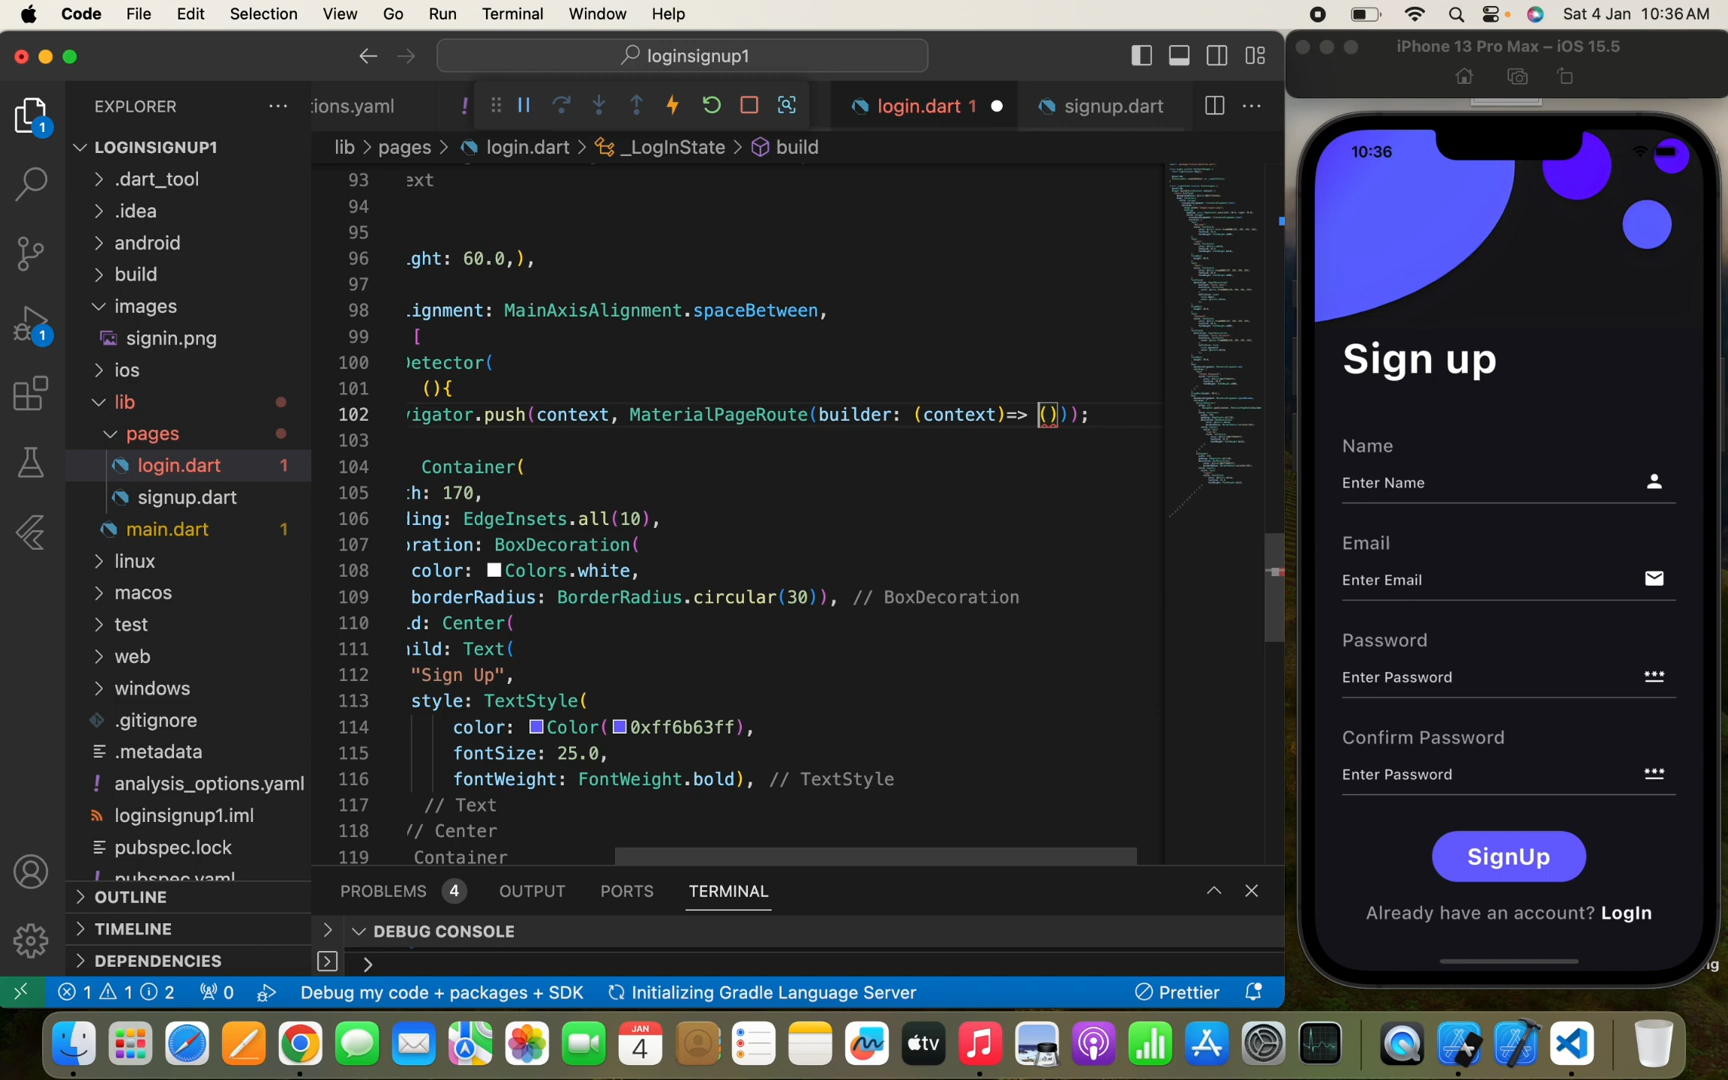 Code File Edit Selection View Go Run Terminal Window Help Sat 4 Jan 10:36 AM
loginsignup1
EXPLORER
LOGINSIGNUP1
.dart_tool
.idea
android
build
images
signin.png
ios
lib
pages
login.dart 1
signup.dart
main.dart 1
linux
macos
test
web
windows
.gitignore
.metadata
analysis_options.yaml
loginsignup1.iml
pubspec.lock
pubspec.yaml
OUTLINE
TIMELINE
DEPENDENCIES
ions.yaml ! login.dart 1 signup.dart
lib > pages > login.dart > _LogInState > build
93 ext
94
95
96 ght: 60.0,),
97
98 ignment: MainAxisAlignment.spaceBetween,
99 [
100 etector(
101 (){
102 vigator.push(context, MaterialPageRoute(builder: (context)=> ()));
103
104 Container(
105 h: 170,
106 ding: EdgeInsets.all(10),
107 ration: BoxDecoration(
108 color: Colors.white,
109 borderRadius: BorderRadius.circular(30)), // BoxDecoration
110 d: Center(
111 ild: Text(
112 "Sign Up",
113 style: TextStyle(
114 color: Color(0xff6b63ff),
115 fontSize: 25.0,
116 fontWeight: FontWeight.bold), // TextStyle
117 // Text
118 // Center
119 Container
PROBLEMS 4 OUTPUT PORTS TERMINAL
DEBUG CONSOLE
1 1 2 0 Debug my code + packages + SDK Initializing Gradle Language Server Prettier
iPhone 13 Pro Max – iOS 15.5
10:36
Sign up
Name
Enter Name
Email
Enter Email
Password
Enter Password
Confirm Password
Enter Password
SignUp
Already have an account? LogIn
ng
JAN
4
tv